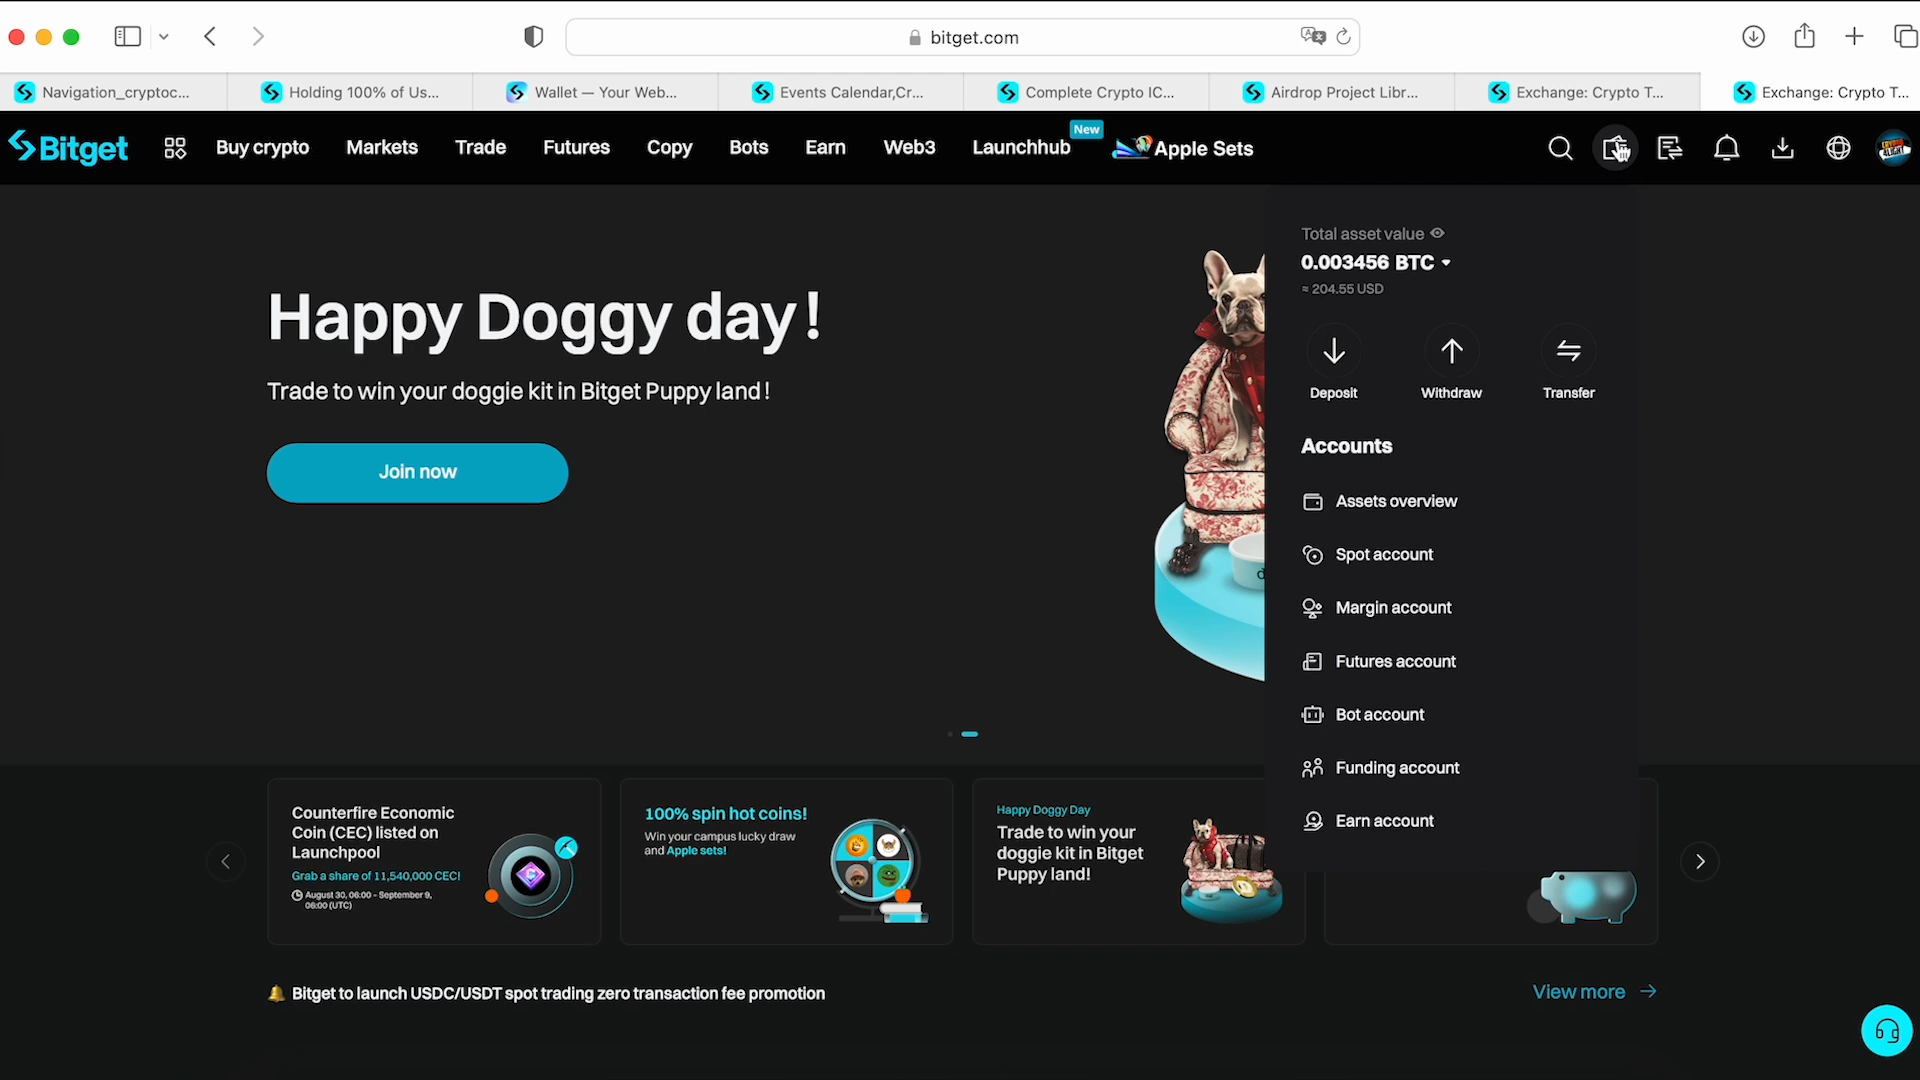 bitget.com
Navigation_cryptoc...
Holding 100% of Us...
Wallet — Your Web...
Events Calendar,Cr...
Complete Crypto IC...
Airdrop Project Libr...
Exchange: Crypto T...
Exchange: Crypto T...
Bitget
Buy crypto
Markets
Trade
Futures
Copy
Bots
Earn
Web3
Launchhub
New
Apple Sets
Happy Doggy day!
Trade to win your doggie kit in Bitget Puppy land!
Join now
Total asset value
0.003456 BTC
≈ 204.55 USD
Deposit
Withdraw
Transfer
Accounts
Assets overview
Spot account
Margin account
Futures account
Bot account
Funding account
Earn account
Counterfire Economic
Coin (CEC) listed on
Launchpool
Grab a share of 11,540,000 CEC!
August 30, 06:00 - September 9,
06:00 (UTC)
100% spin hot coins!
Win your campus lucky draw
and Apple sets!
Happy Doggy Day
Trade to win your
doggie kit in Bitget
Puppy land!
Bitget to launch USDC/USDT spot trading zero transaction fee promotion
View more